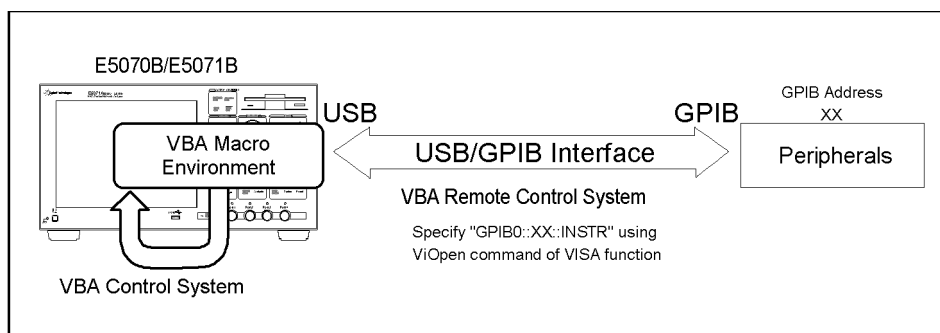 E5070B/E5071B
VBA Macro
Environment
USB
USB/GPIB Interface
GPIB
GPIB Address
XX
Peripherals
VBA Remote Control System
Specify "GPIB0::XX::INSTR" using
ViOpen command of VISA function
VBA Control System